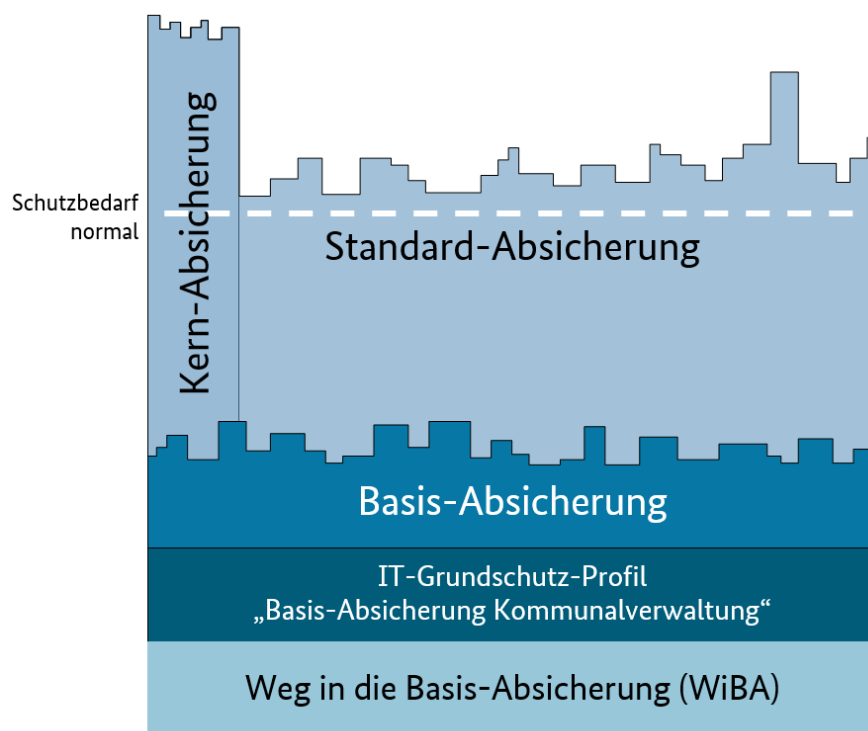 Kern-Absicherung
Schutzbedarf
normal
Standard-Absicherung
Basis-Absicherung
IT-Grundschutz-Profil
„Basis-Absicherung Kommunalverwaltung“
Weg in die Basis-Absicherung (WiBA)